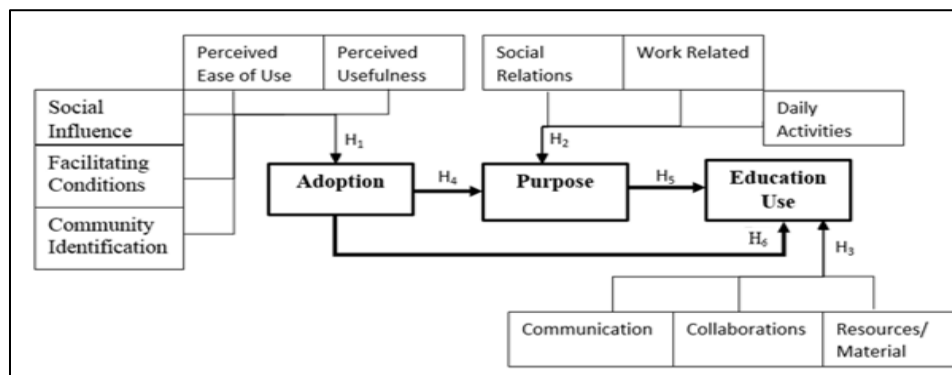 Perceived
Ease of Use
Perceived
Usefulness
Social
Relations
Work Related
Social
Influence
Daily
Activities
H1
H2
Facilitating
Conditions
Adoption
H4
Purpose
H5
Education
Use
Community
Identification
H6
H3
Communication
Collaborations
Resources/
Material